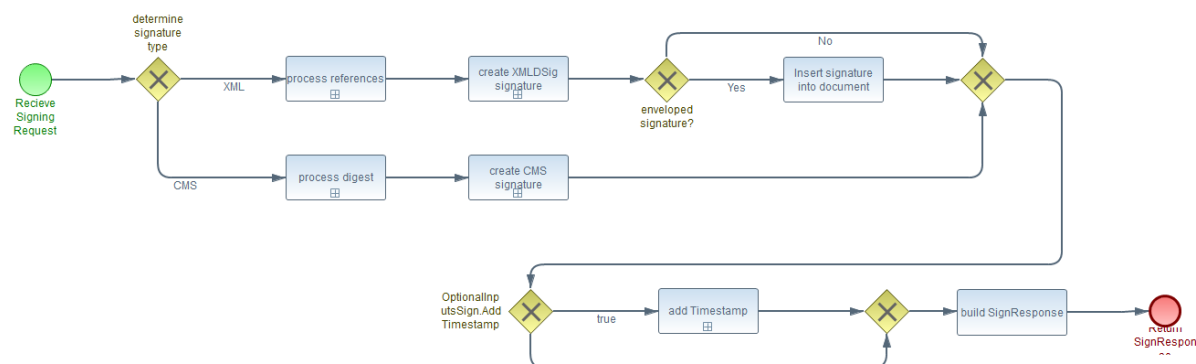 determine
signature
type
Recieve
Signing
Request
XML
process references
create XMLDSig
signature
enveloped
signature?
No
Yes
Insert signature
into document
CMS
process digest
create CMS
signature
OptionalInp
utsSign.Add
Timestamp
true
add Timestamp
build SignResponse
Return
SignRespon